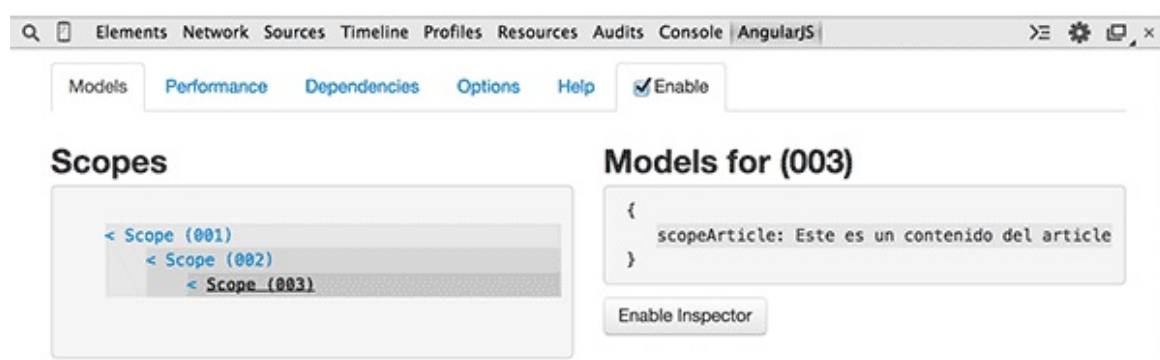 Elements Network Sources Timeline Profiles Resources Audits Console AngularJS
Models Performance Dependencies Options Help Enable
Scopes
< Scope (001)
< Scope (002)
< Scope (003)
Models for (003)
{
scopeArticle: Este es un contenido del article
}
Enable Inspector